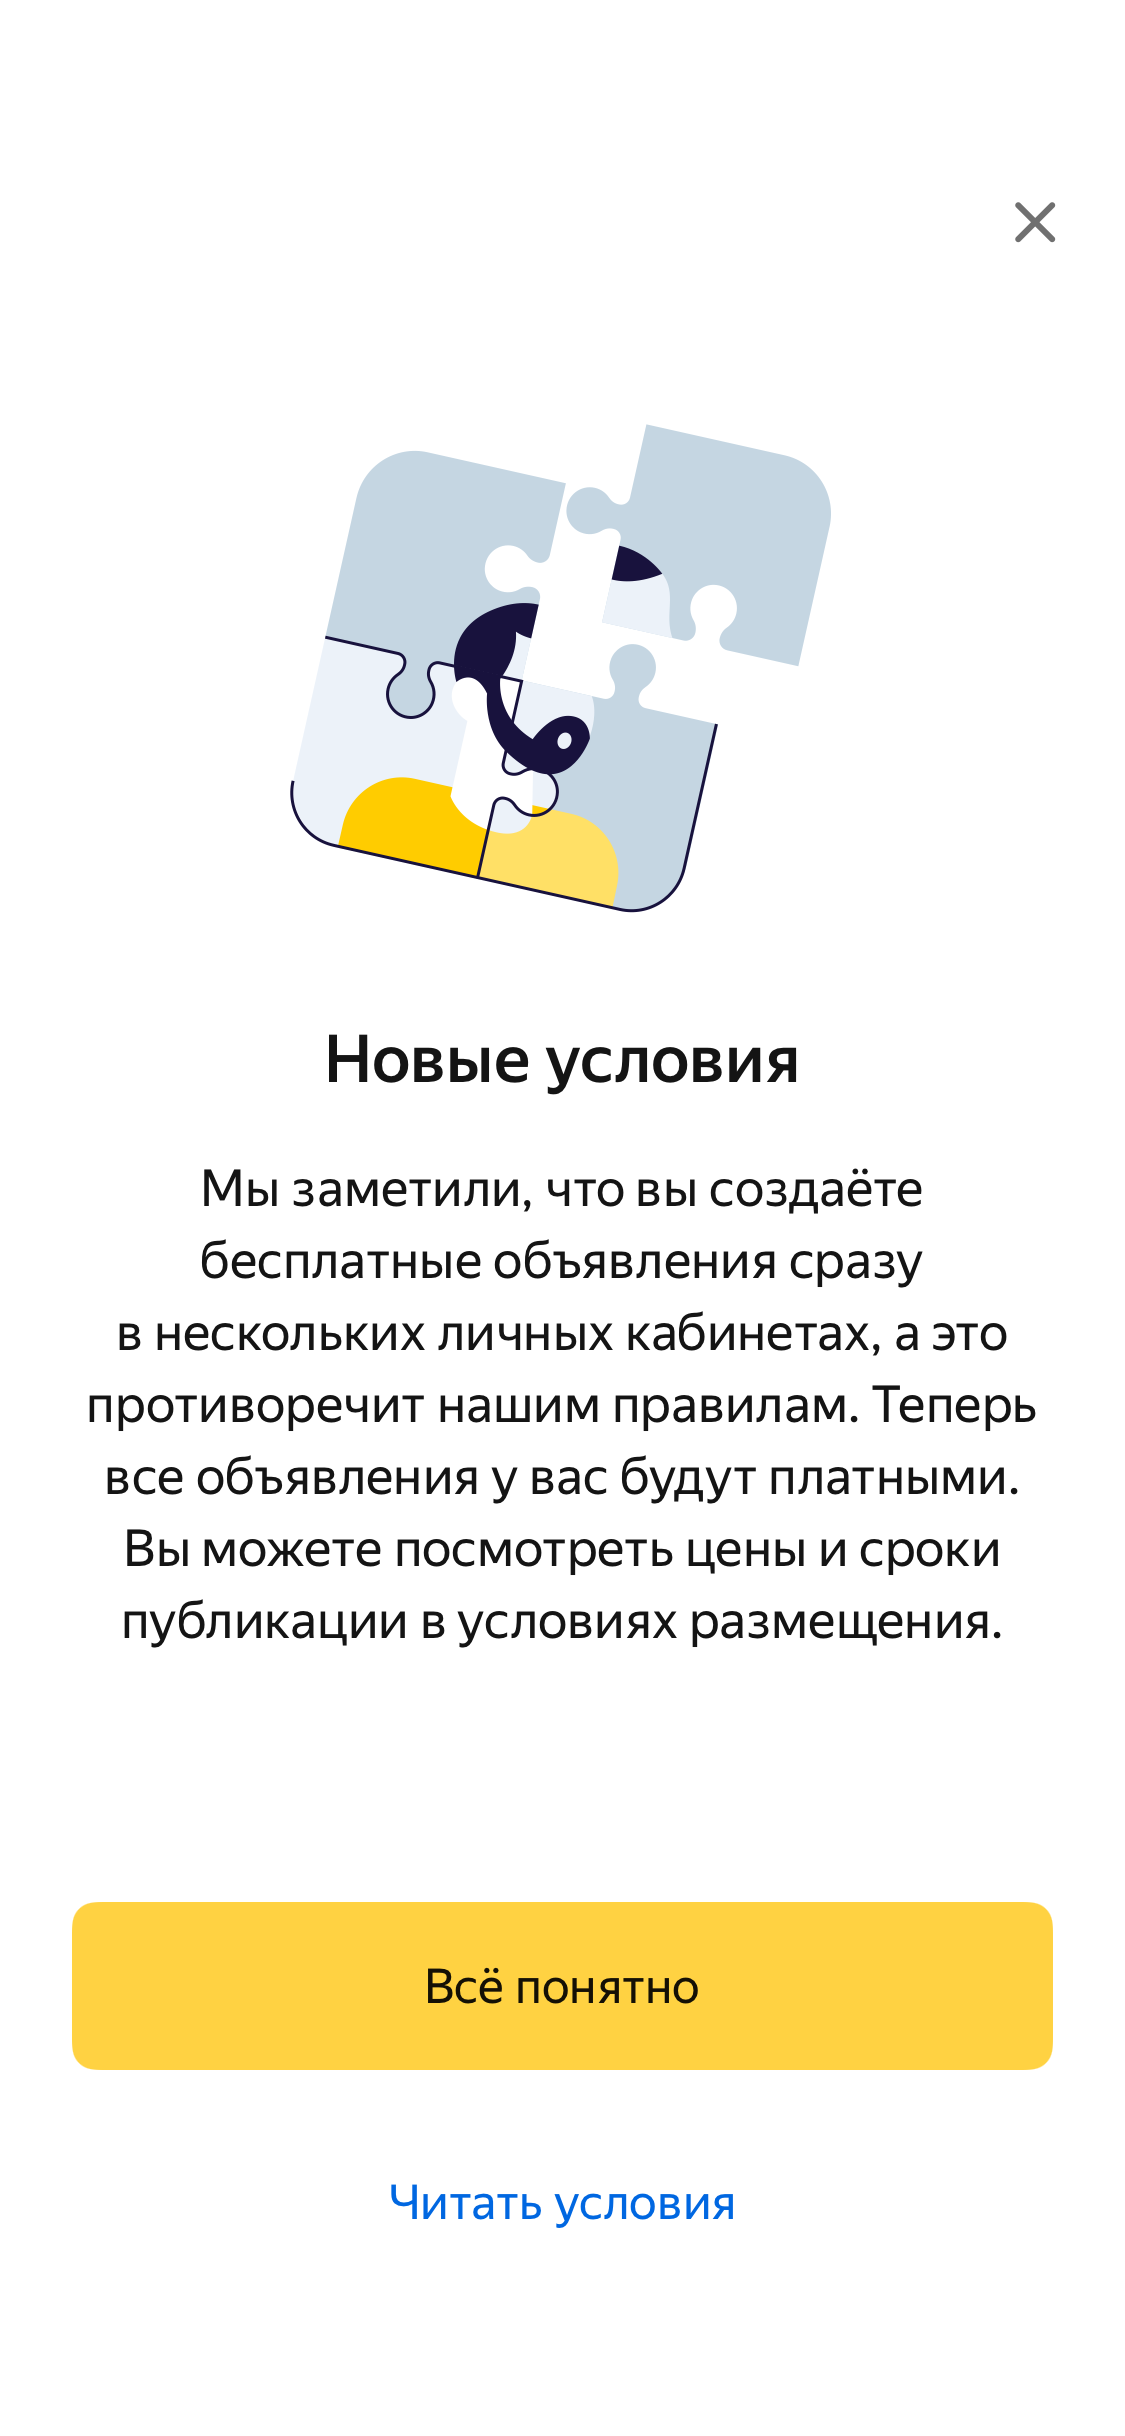 Новые условия
Мы заметили, что вы создаёте
бесплатные объявления сразу
в нескольких личных кабинетах, а это
противоречит нашим правилам. Теперь
все объявления у вас будут платными.
Вы можете посмотреть цены и сроки
публикации в условиях размещения.
Всё понятно
Читать условия